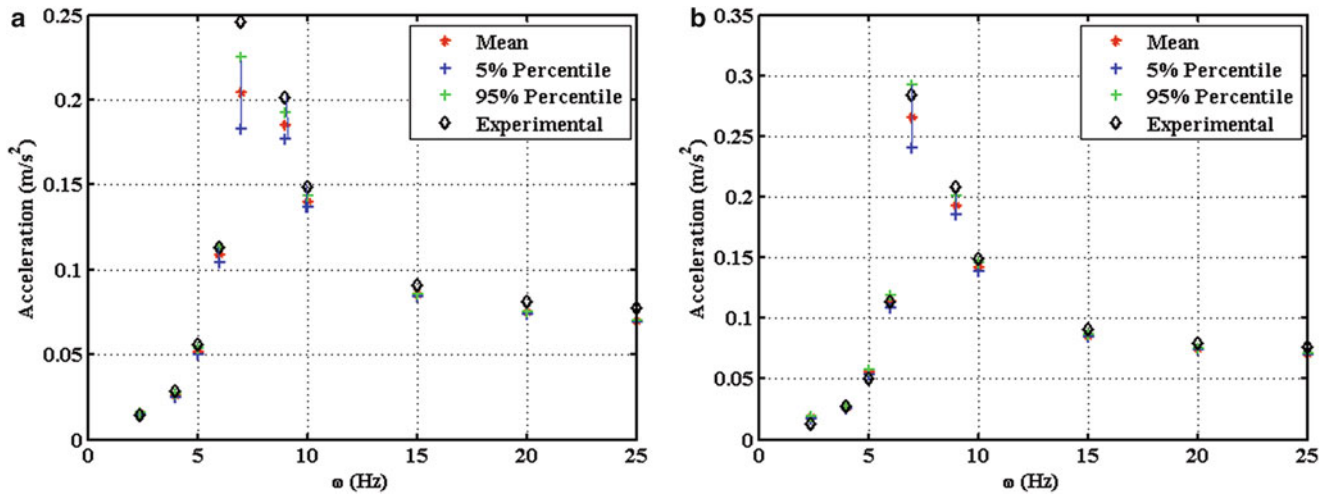 a
0.25
0.2
0.15
0.1
0.05
0
Acceleration (m/s²)
0
5
10
15
20
25
ω (Hz)
Mean
5% Percentile
95% Percentile
Experimental
b
0.35
0.3
0.25
0.2
0.15
0.1
0.05
0
Acceleration (m/s²)
0
5
10
15
20
25
ω (Hz)
Mean
5% Percentile
95% Percentile
Experimental